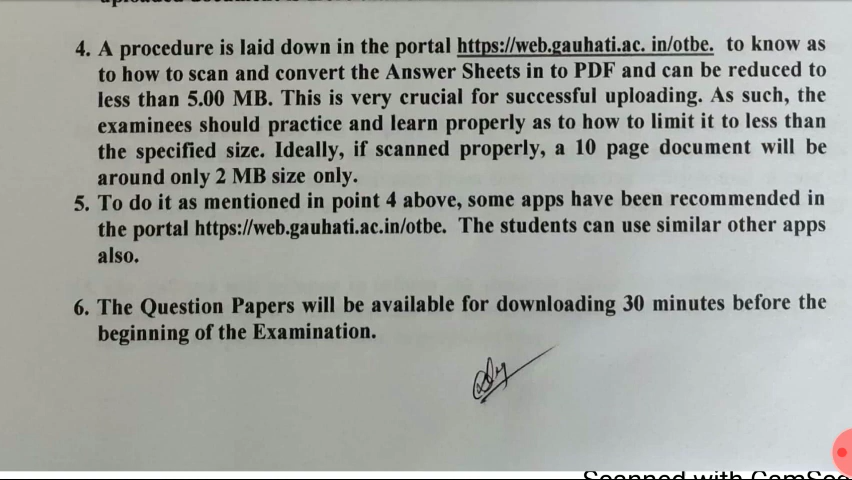 4. A procedure is laid down in the portal https://web.gauhati.ac. in/otbe. to know as
to how to scan and convert the Answer Sheets in to PDF and can be reduced to
less than 5.00 MB. This is very crucial for successful uploading. As such, the
examinees should practice and learn properly as to how to limit it to less than
the specified size. Ideally, if scanned properly, a 10 page document will be
around only 2 MB size only.
5. To do it as mentioned in point 4 above, some apps have been recommended in
the portal https://web.gauhati.ac.in/otbe. The students can use similar other apps
also.
6. The Question Papers will be available for downloading 30 minutes before the
beginning of the Examination.
Scanned with